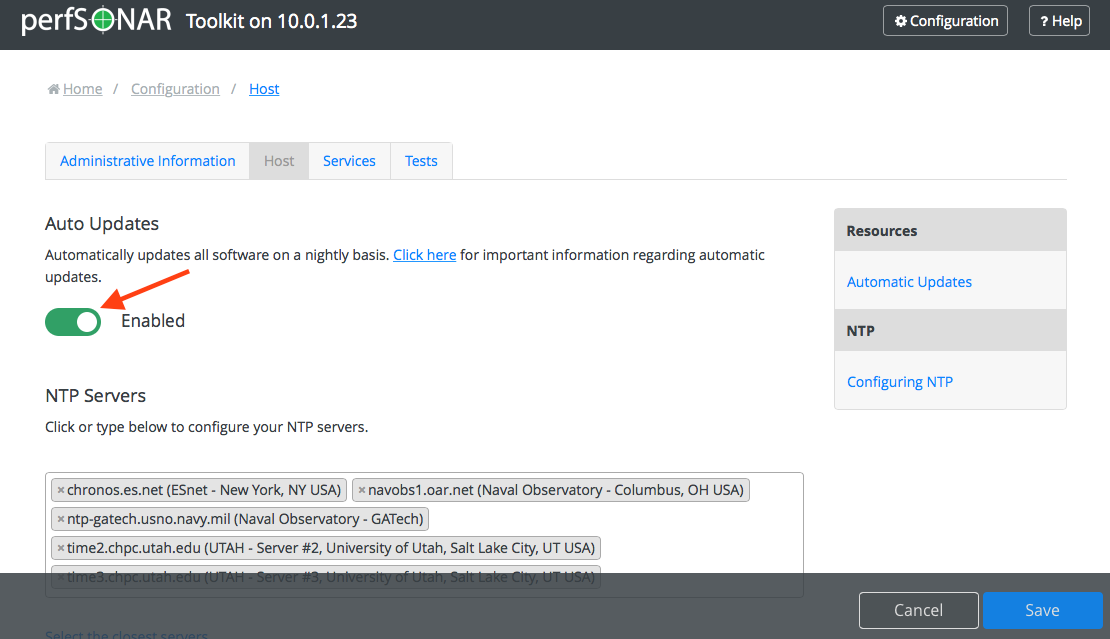 perfSONAR Toolkit on 10.0.1.23
Configuration
? Help
Home / Configuration / Host
Administrative Information
Host
Services
Tests
Auto Updates
Automatically updates all software on a nightly basis. Click here for important information regarding automatic
updates.
Enabled
NTP Servers
Click or type below to configure your NTP servers.
×chronos.es.net (ESnet - New York, NY USA)
×navobs1.oar.net (Naval Observatory - Columbus, OH USA)
×ntp-gatech.usno.navy.mil (Naval Observatory - GATech)
×time2.chpc.utah.edu (UTAH - Server #2, University of Utah, Salt Lake City, UT USA)
×time3.chpc.utah.edu (UTAH - Server #3, University of Utah, Salt Lake City, UT USA)
Select the closest servers
Resources
Automatic Updates
NTP
Configuring NTP
Cancel
Save